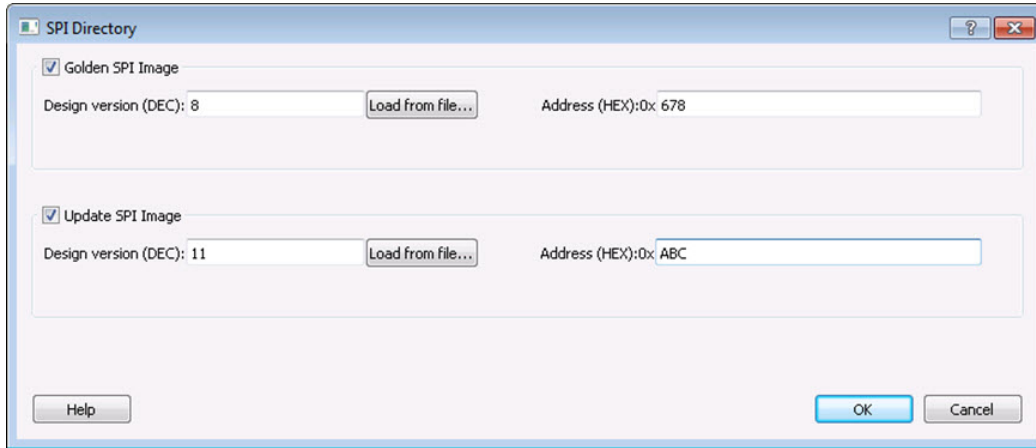 SPI Directory
Golden SPI Image
Design version (DEC): 8 Load from file... Address (HEX):0x 678
Update SPI Image
Design version (DEC): 11 Load from file... Address (HEX):0x ABC
Help OK Cancel